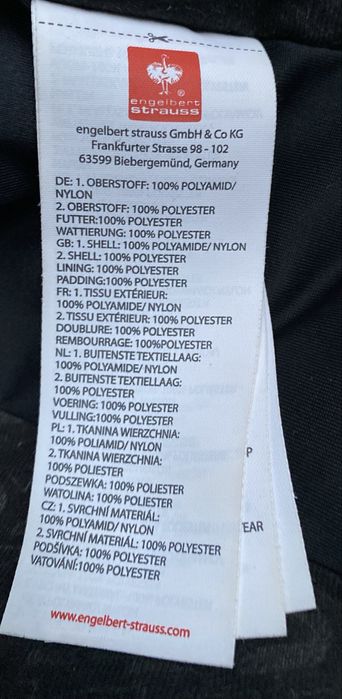 engelbert
strauss
®
engelbert strauss GmbH & Co KG
Frankfurter Strasse 98 - 102
63599 Biebergemünd, Germany
DE: 1. OBERSTOFF: 100% POLYAMID/
NYLON
2. OBERSTOFF: 100% POLYESTER
FUTTER:100% POLYESTER
WATTIERUNG: 100% POLYESTER
GB: 1. SHELL: 100% POLYAMIDE/ NYLON
2. SHELL: 100% POLYESTER
LINING: 100% POLYESTER
PADDING:100% POLYESTER
FR: 1. TISSU EXTÉRIEUR:
100% POLYAMIDE/ NYLON
2. TISSU EXTÉRIEUR: 100% POLYESTER
DOUBLURE: 100% POLYESTER
REMBOURRAGE: 100%POLYESTER
NL: 1. BUITENSTE TEXTIELLAAG:
100% POLYAMIDE/ NYLON
2. BUITENSTE TEXTIELLAAG:
100% POLYESTER
VOERING: 100% POLYESTER
VULLING:100% POLYESTER
PL: 1. TKANINA WIERZCHNIA:
100% POLIAMID/ NYLON
2. TKANINA WIERZCHNIA:
100% POLIESTER
PODSZEWKA: 100% POLIESTER
WATOLINA: 100% POLIESTER
CZ: 1. SVRCHNÍ MATERIÁL:
100% POLYAMID/ NYLON
2. SVRCHNÍ MATERIÁL: 100% POLYESTER
PODŠÍVKA: 100% POLYESTER
VATOVÁNÍ:100% POLYESTER
www.engelbert-strauss.com
P
EAR